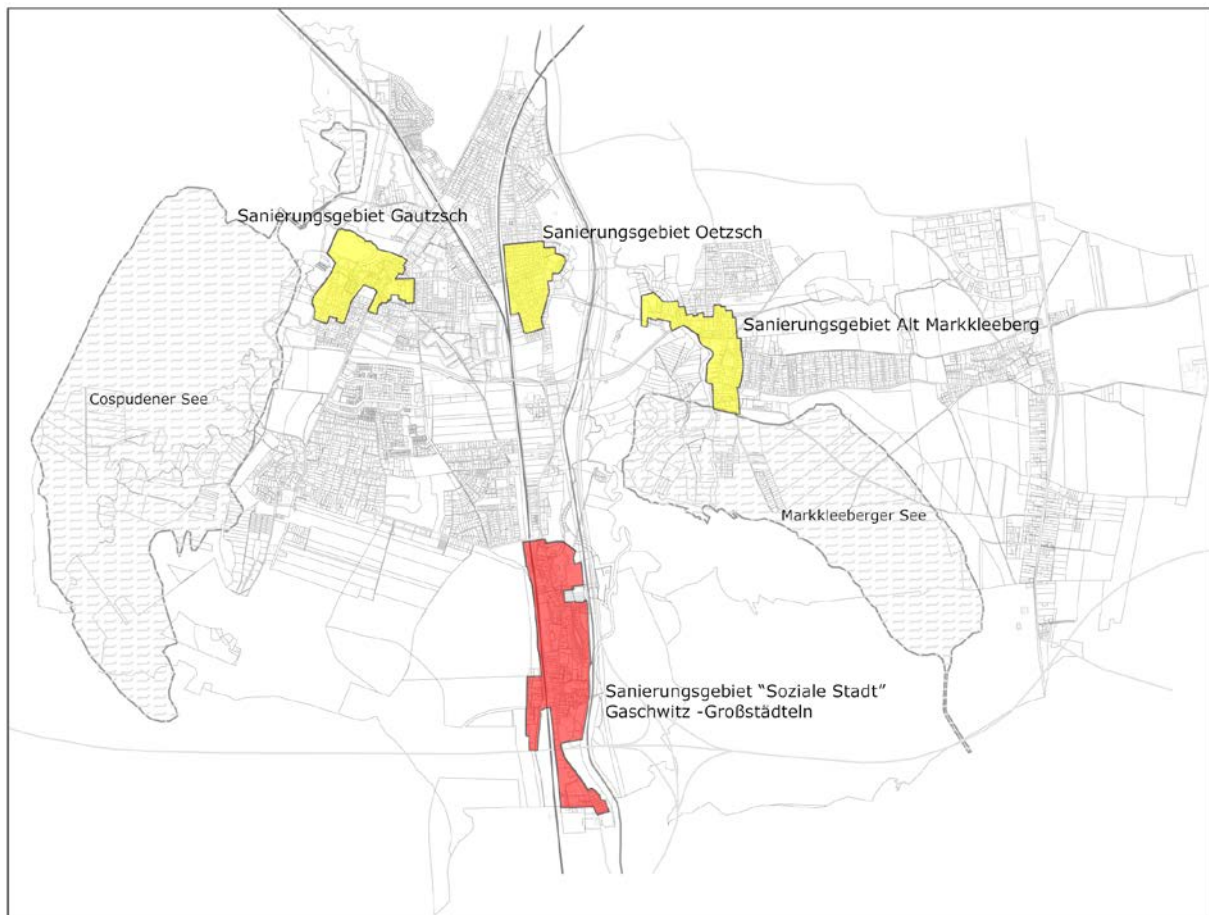 Sanierungsgebiet Gautzsch
Sanierungsgebiet Oetzsch
Sanierungsgebiet Alt Markkleeberg
Cospudener See
Markkleeberger See
Sanierungsgebiet "Soziale Stadt"
Gaschwitz -Großstädteln